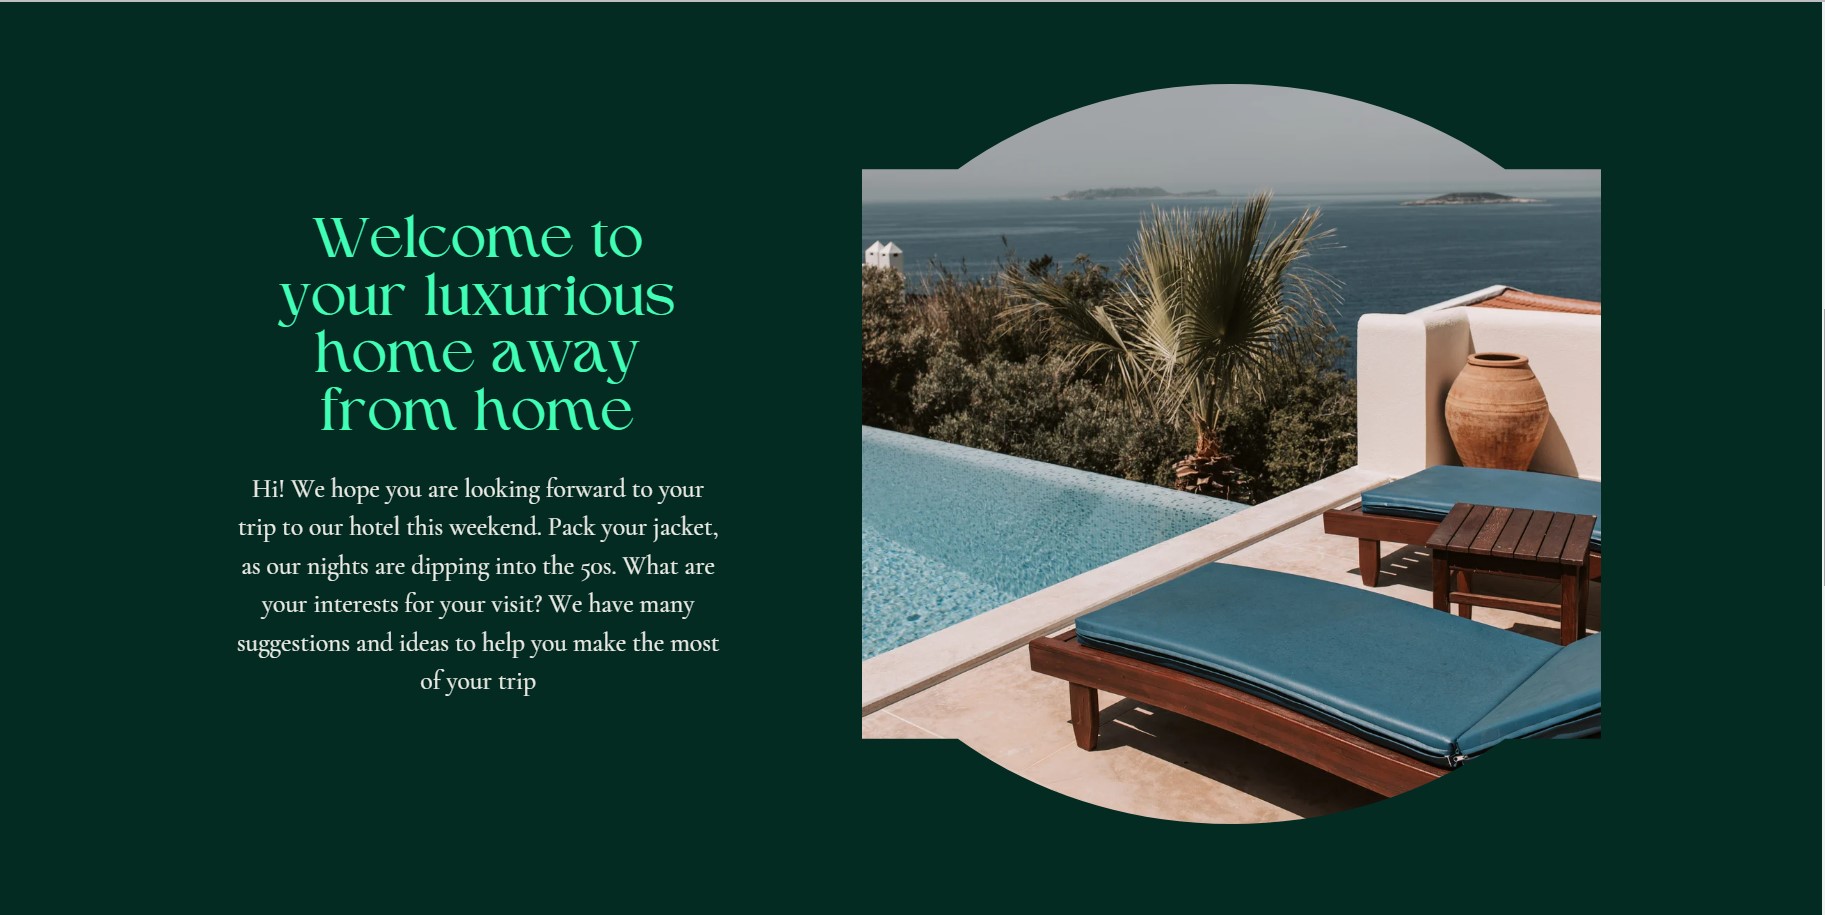 Welcome to
your luxurious
home away
from home
Hi! We hope you are looking forward to your
trip to our hotel this weekend. Pack your jacket,
as our nights are dipping into the 50s. What are
your interests for your visit? We have many
suggestions and ideas to help you make the most
of your trip